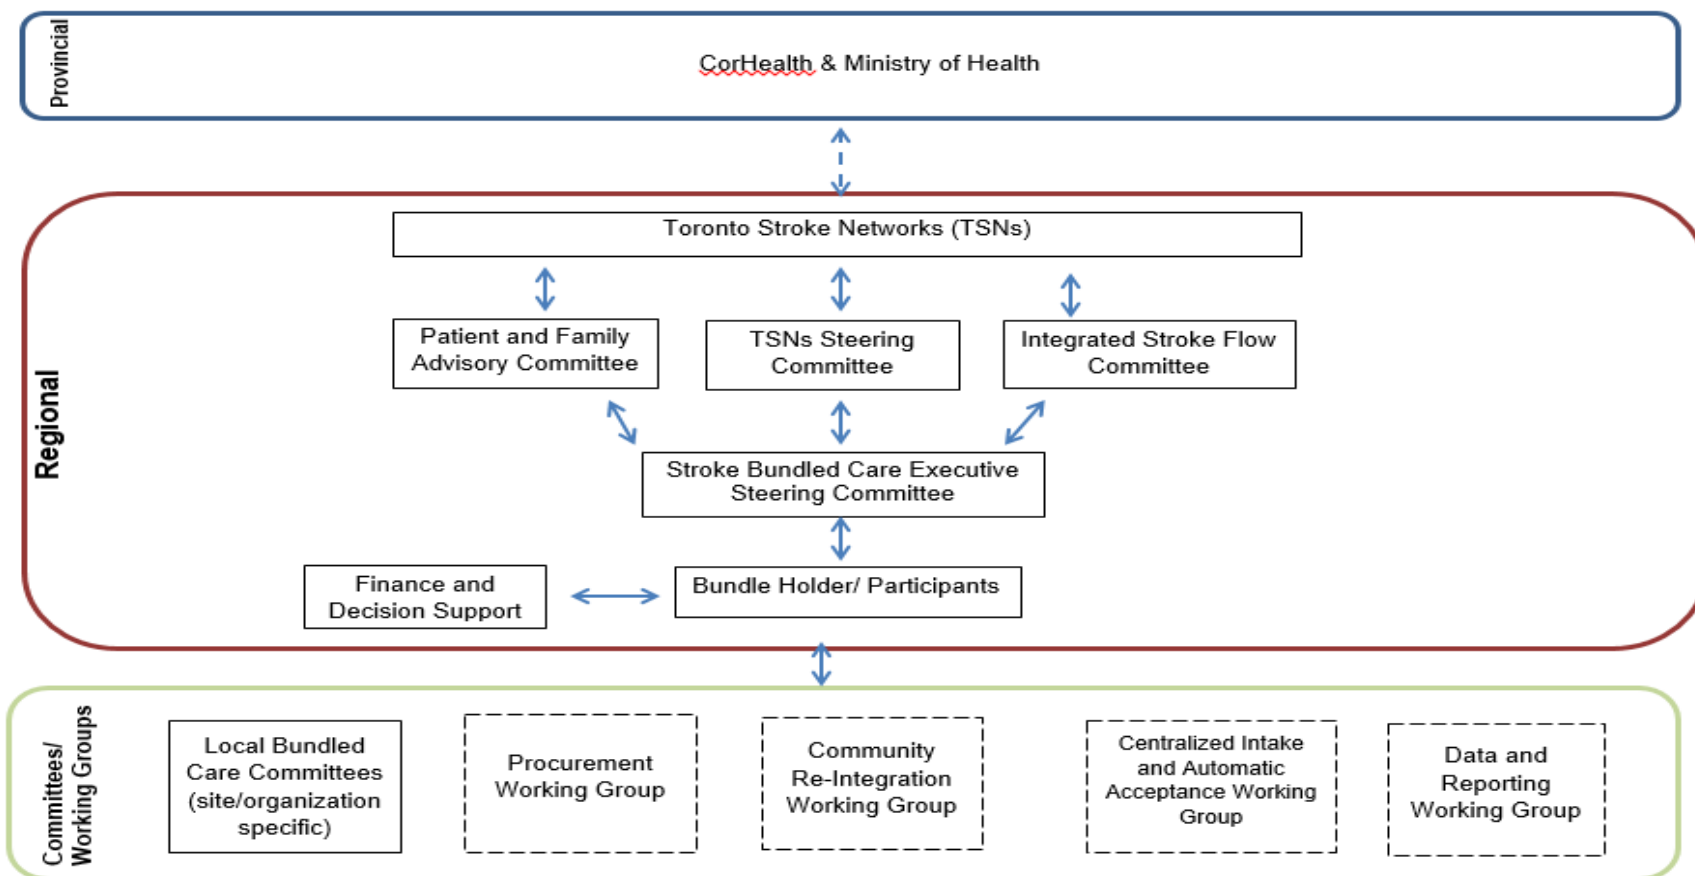 Provincial
CorHealth & Ministry of Health
Regional
Toronto Stroke Networks (TSNs)
Patient and Family
Advisory Committee
TSNs Steering
Committee
Integrated Stroke Flow
Committee
Stroke Bundled Care Executive
Steering Committee
Finance and
Decision Support
Bundle Holder/ Participants
Committees/
Working Groups
Local Bundled
Care Committees
(site/organization
specific)
Procurement
Working Group
Community
Re-Integration
Working Group
Centralized Intake
and Automatic
Acceptance Working
Group
Data and
Reporting
Working Group